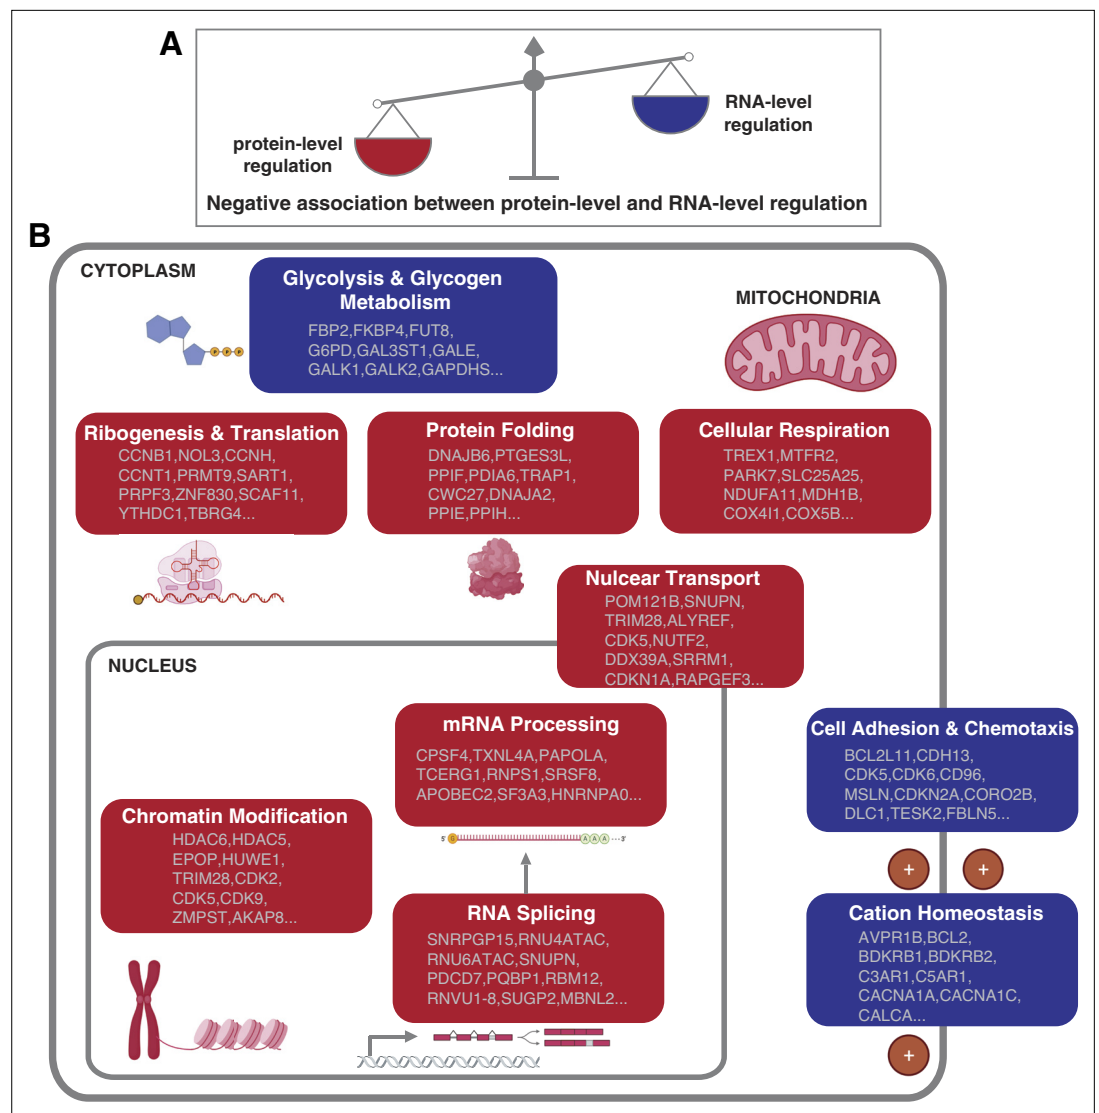 A
protein-level
regulation
RNA-level
regulation
Negative association between protein-level and RNA-level regulation
B
CYTOPLASM
Glycolysis & Glycogen
Metabolism
FBP2,FKBP4,FUT8,
G6PD,GAL3ST1,GALE,
GALK1,GALK2,GAPDHS...
P P P
MITOCHONDRIA
Ribogenesis & Translation
CCNB1,NOL3,CCNH,
CCNT1,PRMT9,SART1,
PRPF3,ZNF830,SCAF11,
YTHDC1,TBRG4...
Protein Folding
DNAJB6,PTGES3L,
PPIF,PDIA6,TRAP1,
CWC27,DNAJA2,
PPIE,PPIH...
Cellular Respiration
TREX1,MTFR2,
PARK7,SLC25A25,
NDUFA11,MDH1B,
COX4I1,COX5B...
Nulcear Transport
POM121B,SNUPN,
TRIM28,ALYREF,
CDK5,NUTF2,
DDX39A,SRRM1,
CDKN1A,RAPGEF3...
NUCLEUS
mRNA Processing
CPSF4,TXNL4A,PAPOLA,
TCERG1,RNPS1,SRSF8,
APOBEC2,SF3A3,HNRNPA0...
5' G A A A 3'
Chromatin Modification
HDAC6,HDAC5,
EPOP,HUWE1,
TRIM28,CDK2,
CDK5,CDK9,
ZMPST,AKAP8...
RNA Splicing
SNRPGP15,RNU4ATAC,
RNU6ATAC,SNUPN,
PDCD7,PQBP1,RBM12,
RNVU1-8,SUGP2,MBNL2...
Cell Adhesion & Chemotaxis
BCL2L11,CDH13,
CDK5,CDK6,CD96,
MSLN,CDKN2A,CORO2B,
DLC1,TESK2,FBLN5...
+ +
Cation Homeostasis
AVPR1B,BCL2,
BDKRB1,BDKRB2,
C3AR1,C5AR1,
CACNA1A,CACNA1C,
CALCA...
+